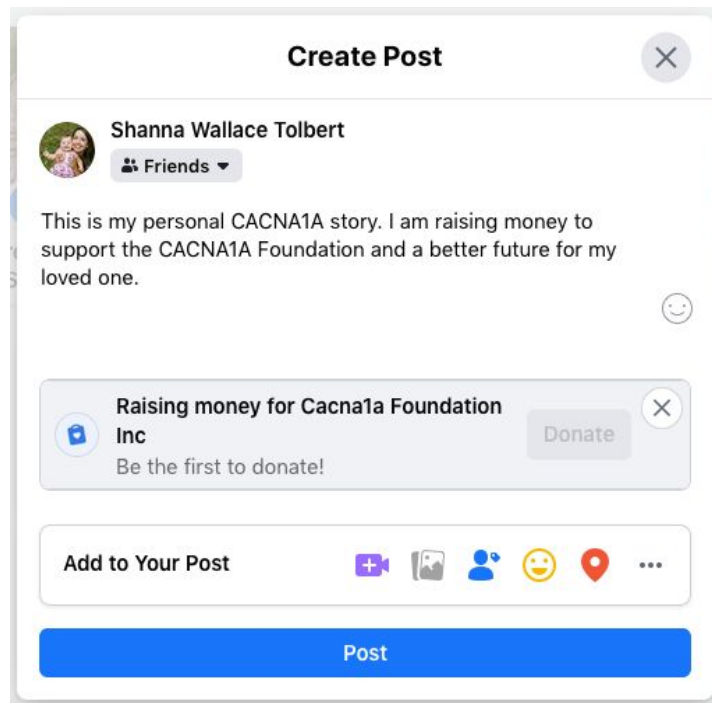 Create Post
Shanna Wallace Tolbert
Friends
This is my personal CACNA1A story. I am raising money to
support the CACNA1A Foundation and a better future for my
loved one.
Raising money for Cacna1a Foundation
Inc
Donate
Be the first to donate!
Add to Your Post
Post